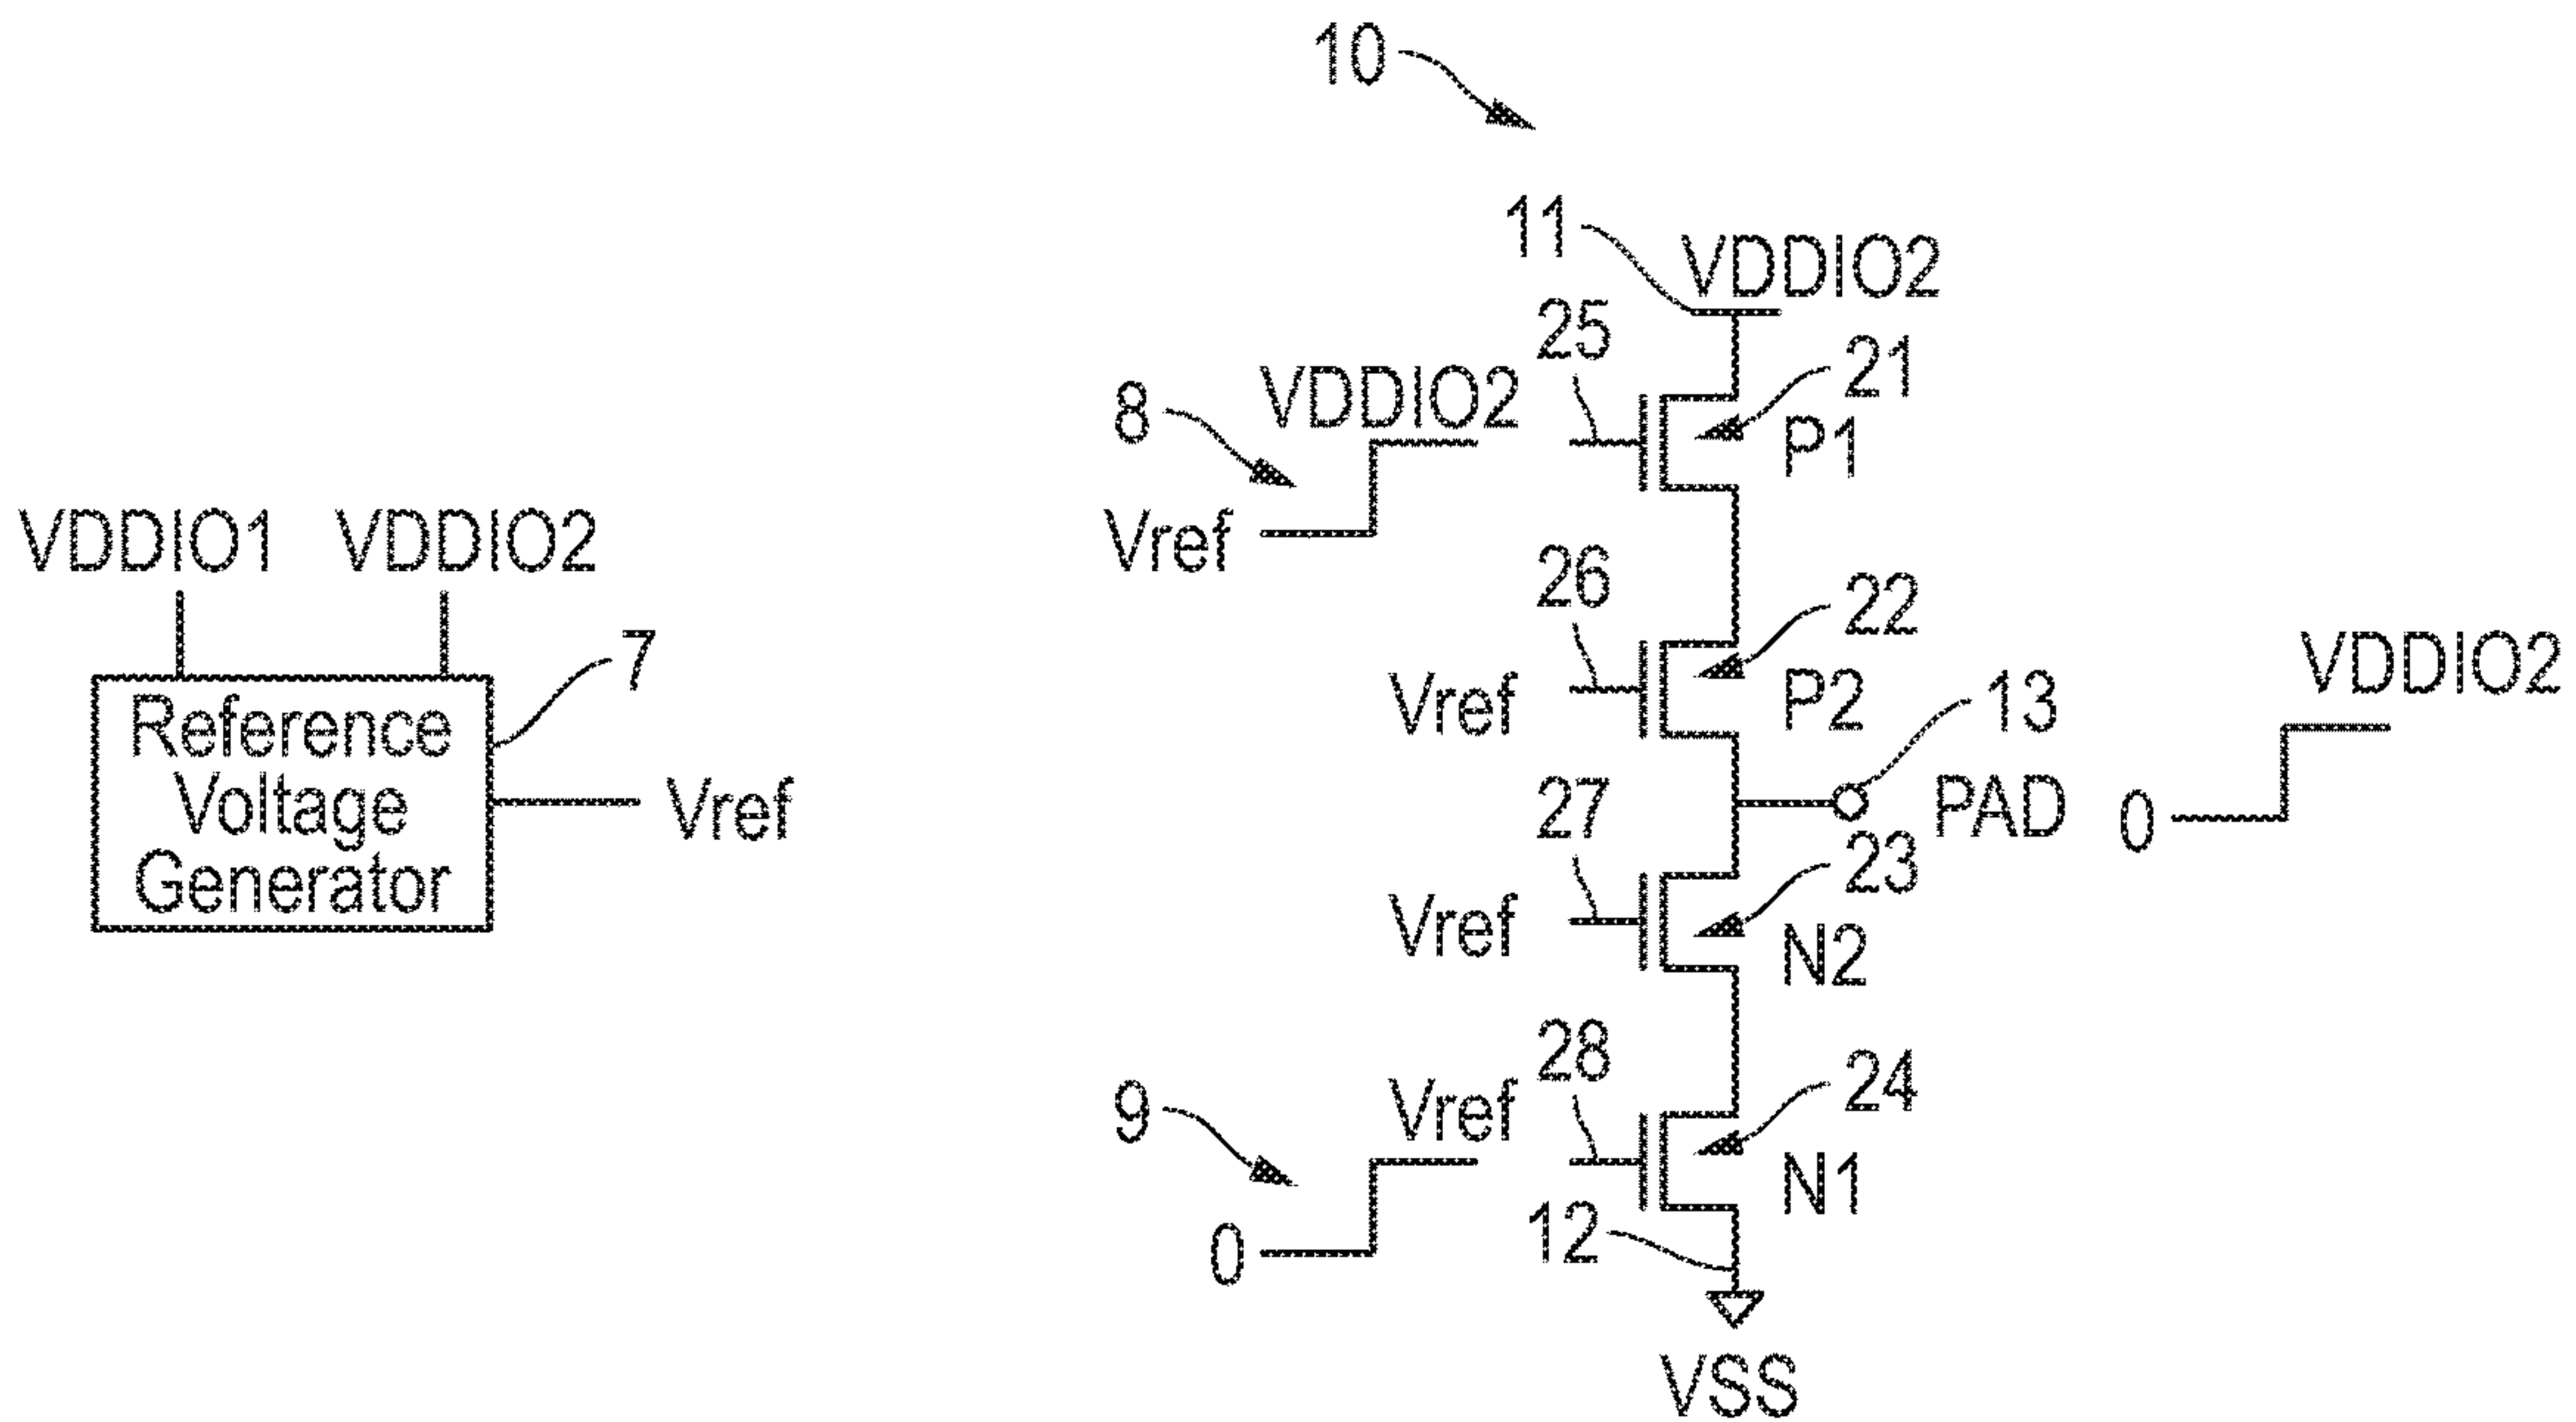 10
11
VDDIO2
25
21
8
VDDIO2
P1
Vref
VDDIO1
VDDIO2
26
22
7
Vref
P2
13
VDDIO2
Reference
Voltage
Generator
Vref
27
PAD
0
23
Vref
N2
28
24
9
Vref
N1
12
0
VSS